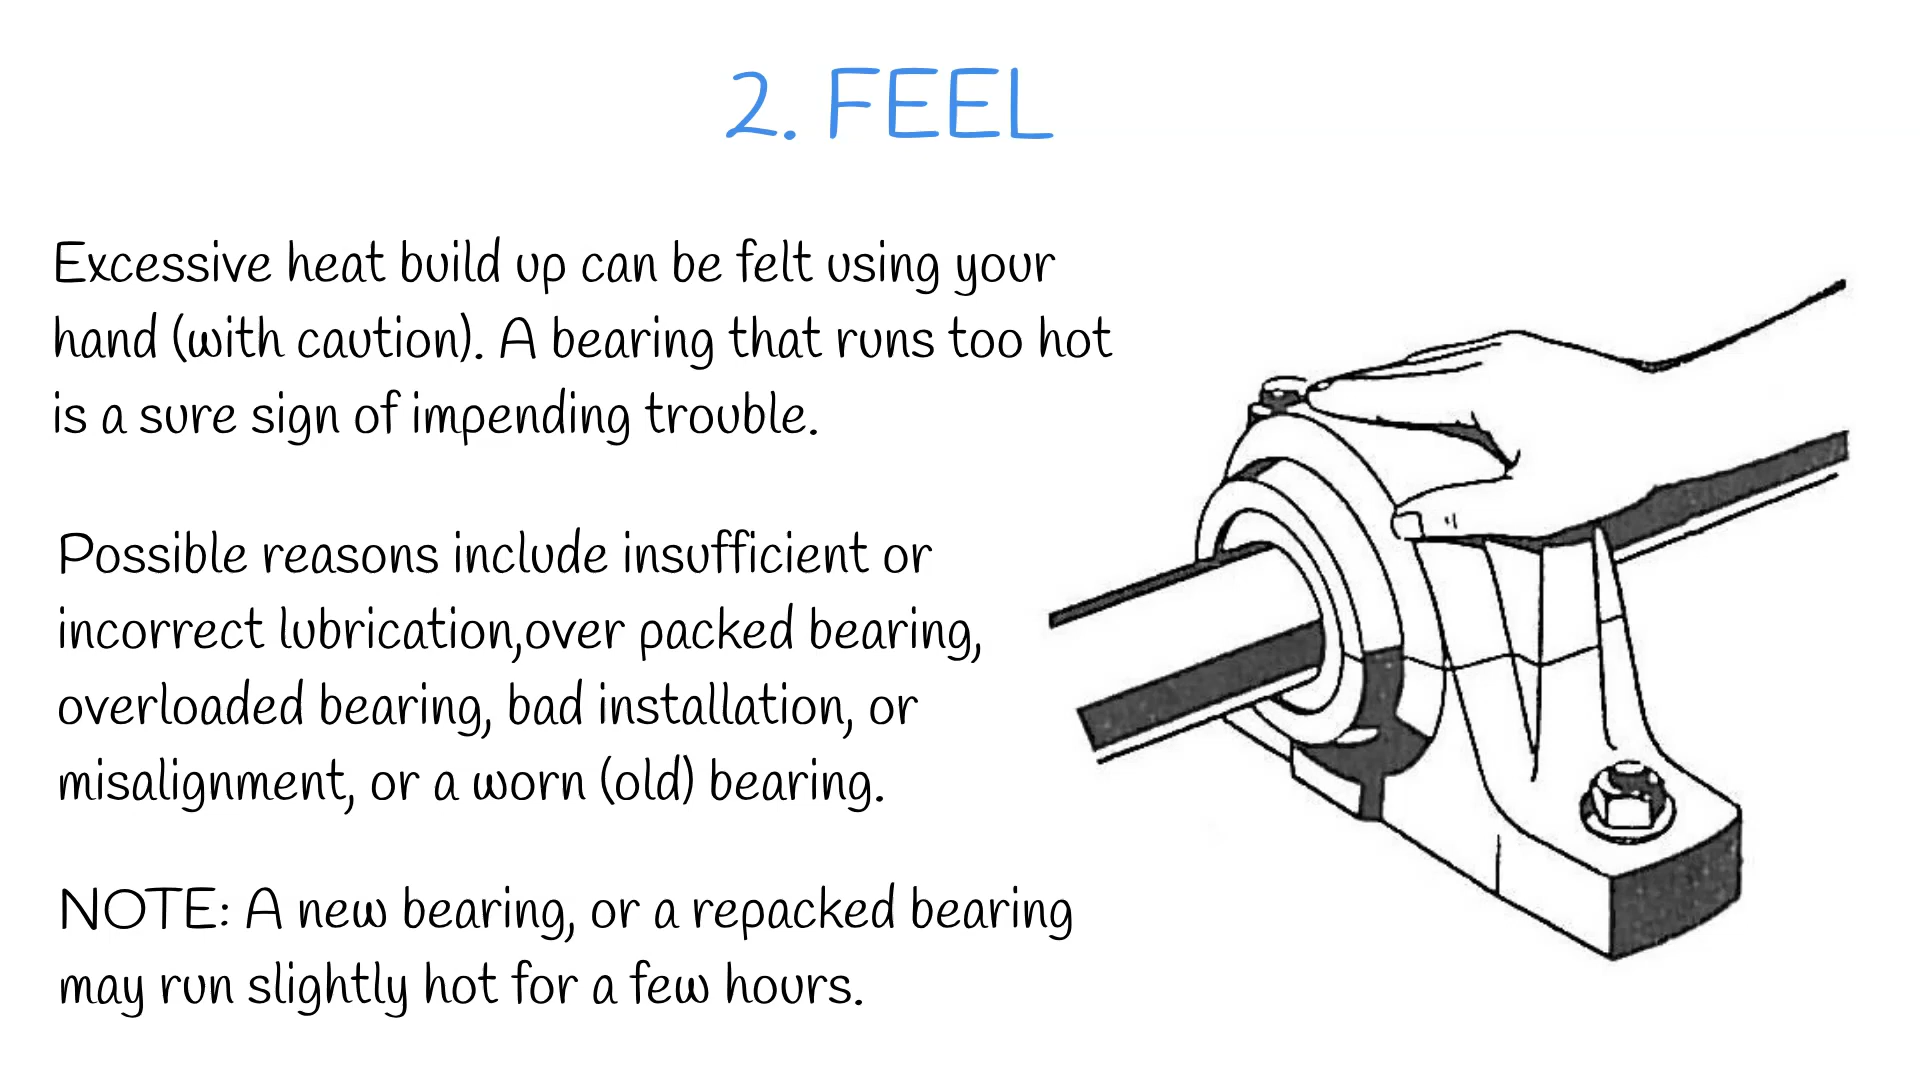 2. FEEL
Excessive heat build up can be felt using your
hand (with caution). A bearing that runs too hot
is a sure sign of impending trouble.
Possible reasons include insufficient or
incorrect lubrication,over packed bearing,
overloaded bearing, bad installation, or
misalignment, or a worn (old) bearing.
NOTE: A new bearing, or a repacked bearing
may run slightly hot for a few hours.